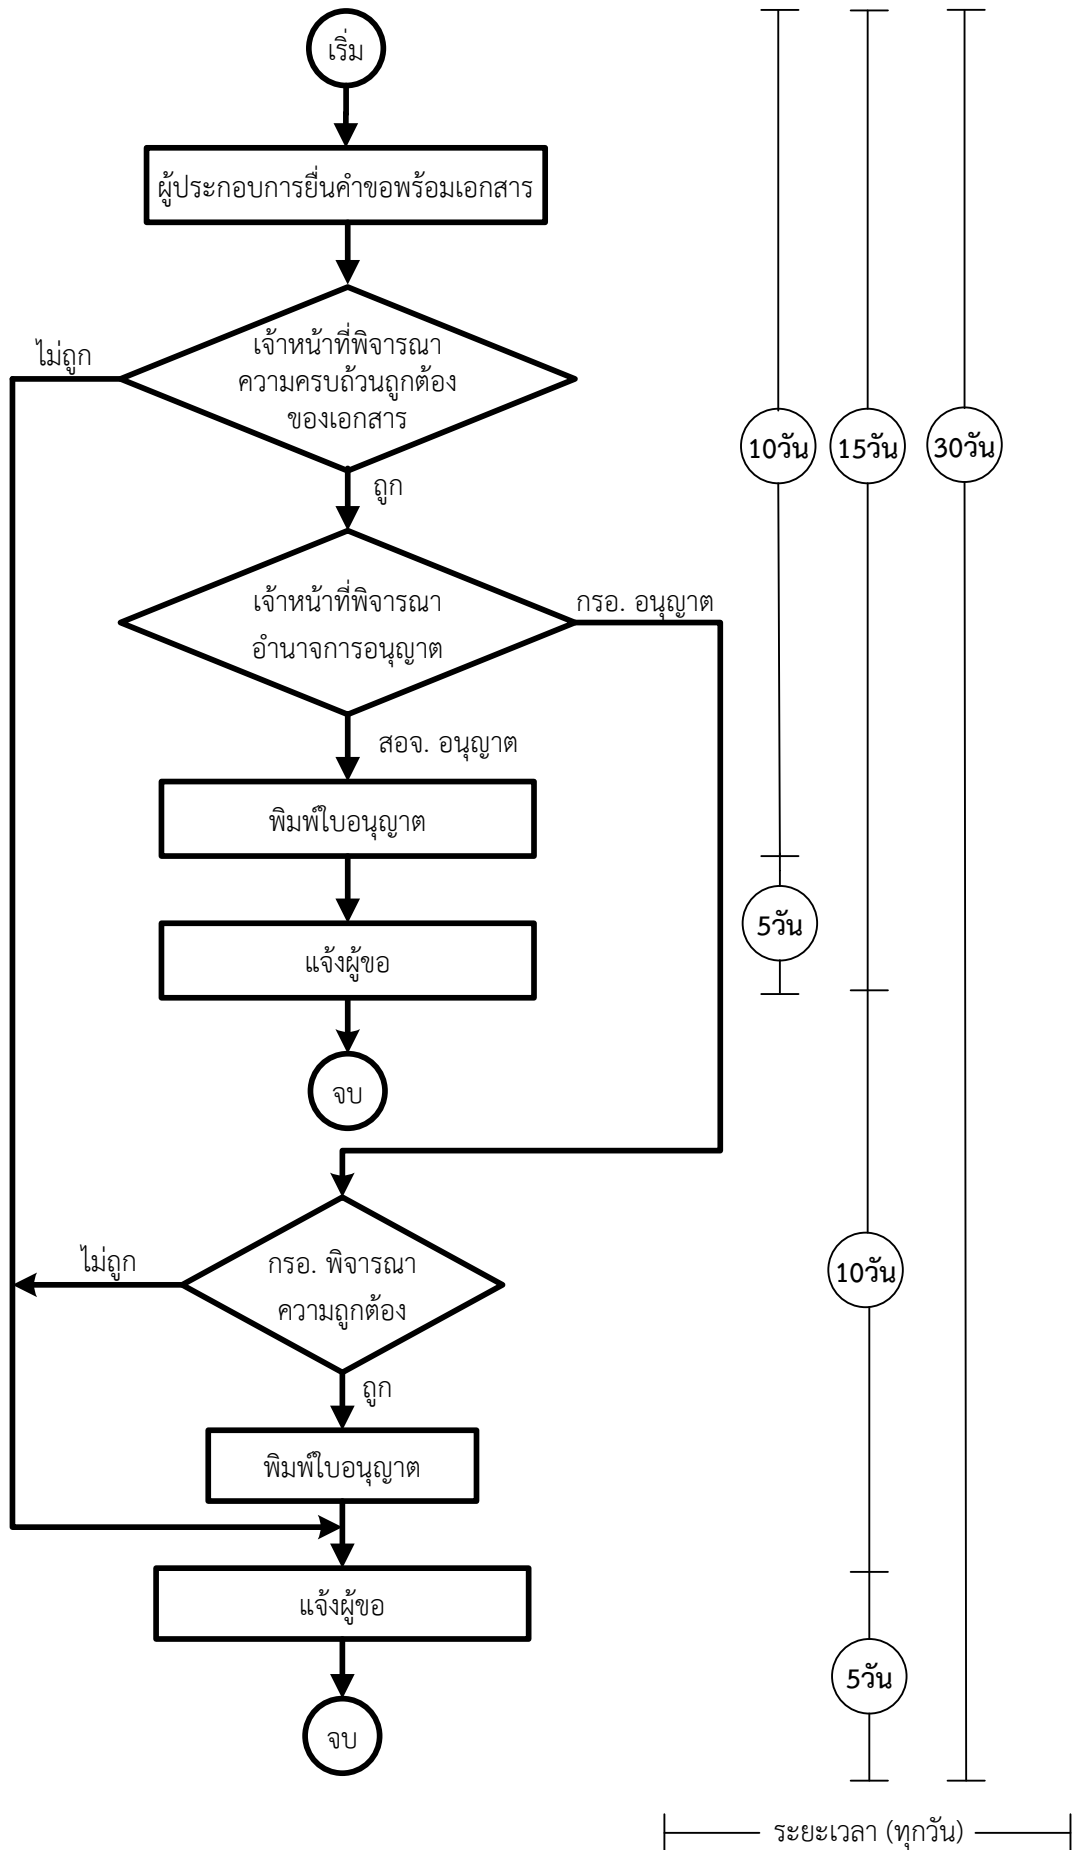 เริ่ม
ผู้ประกอบการยื่นคำขอพร้อมเอกสาร
เจ้าหน้าที่พิจารณา
ความครบถ้วนถูกต้อง
ของเอกสาร
ไม่ถูก
ถูก
10วัน
15วัน
30วัน
เจ้าหน้าที่พิจารณา
อำนาจการอนุญาต
กรอ. อนุญาต
สอจ. อนุญาต
พิมพ์ใบอนุญาต
แจ้งผู้ขอ
5วัน
จบ
กรอ. พิจารณา
ความถูกต้อง
ไม่ถูก
10วัน
ถูก
พิมพ์ใบอนุญาต
แจ้งผู้ขอ
5วัน
จบ
ระยะเวลา (ทุกวัน)